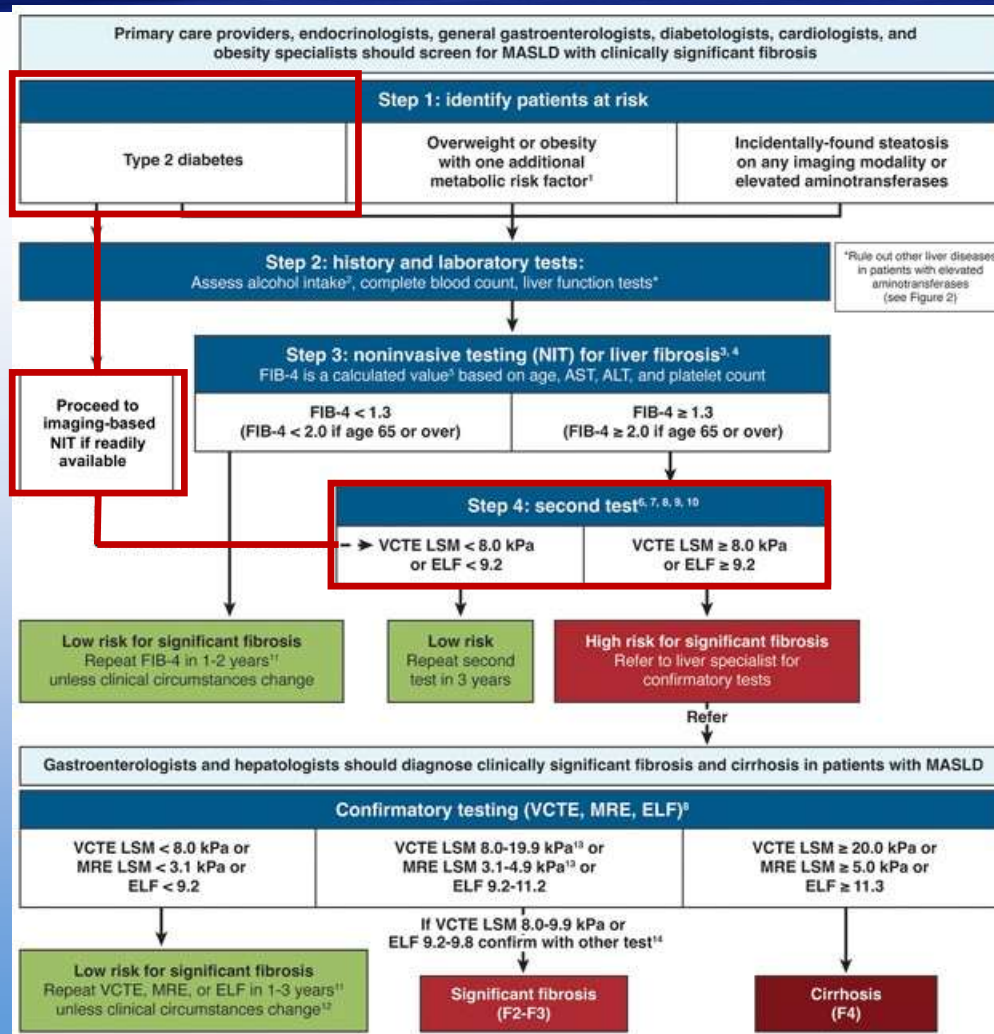 Primary care providers, endocrinologists, general gastroenterologists, diabetologists, cardiologists, and
obesity specialists should screen for MASLD with clinically significant fibrosis
Step 1: identify patients at risk
Type 2 diabetes
Overweight or obesity
with one additional
metabolic risk factor¹
Incidentally-found steatosis
on any imaging modality or
elevated aminotransferases
Step 2: history and laboratory tests:
Assess alcohol intake², complete blood count, liver function tests*
*Rule out other liver diseases
in patients with elevated
aminotransferases
(see Figure 2)
Step 3: noninvasive testing (NIT) for liver fibrosis³, ⁴
FIB-4 is a calculated value⁵ based on age, AST, ALT, and platelet count
Proceed to
imaging-based
NIT if readily
available
FIB-4 < 1.3
(FIB-4 < 2.0 if age 65 or over)
FIB-4 ≥ 1.3
(FIB-4 ≥ 2.0 if age 65 or over)
Step 4: second test⁶, ⁷, ⁸, ⁹, ¹⁰
VCTE LSM < 8.0 kPa
or ELF < 9.2
VCTE LSM ≥ 8.0 kPa
or ELF ≥ 9.2
Low risk for significant fibrosis
Repeat FIB-4 in 1-2 years¹¹
unless clinical circumstances change
Low risk
Repeat second
test in 3 years
High risk for significant fibrosis
Refer to liver specialist for
confirmatory tests
Refer
Gastroenterologists and hepatologists should diagnose clinically significant fibrosis and cirrhosis in patients with MASLD
Confirmatory testing (VCTE, MRE, ELF)⁸
VCTE LSM < 8.0 kPa or
MRE LSM < 3.1 kPa or
ELF < 9.2
VCTE LSM 8.0-19.9 kPa¹³ or
MRE LSM 3.1-4.9 kPa¹³ or
ELF 9.2-11.2
VCTE LSM ≥ 20.0 kPa or
MRE LSM ≥ 5.0 kPa or
ELF ≥ 11.3
If VCTE LSM 8.0-9.9 kPa or
ELF 9.2-9.8 confirm with other test¹⁴
Low risk for significant fibrosis
Repeat VCTE, MRE, or ELF in 1-3 years¹¹
unless clinical circumstances change¹²
Significant fibrosis
(F2-F3)
Cirrhosis
(F4)